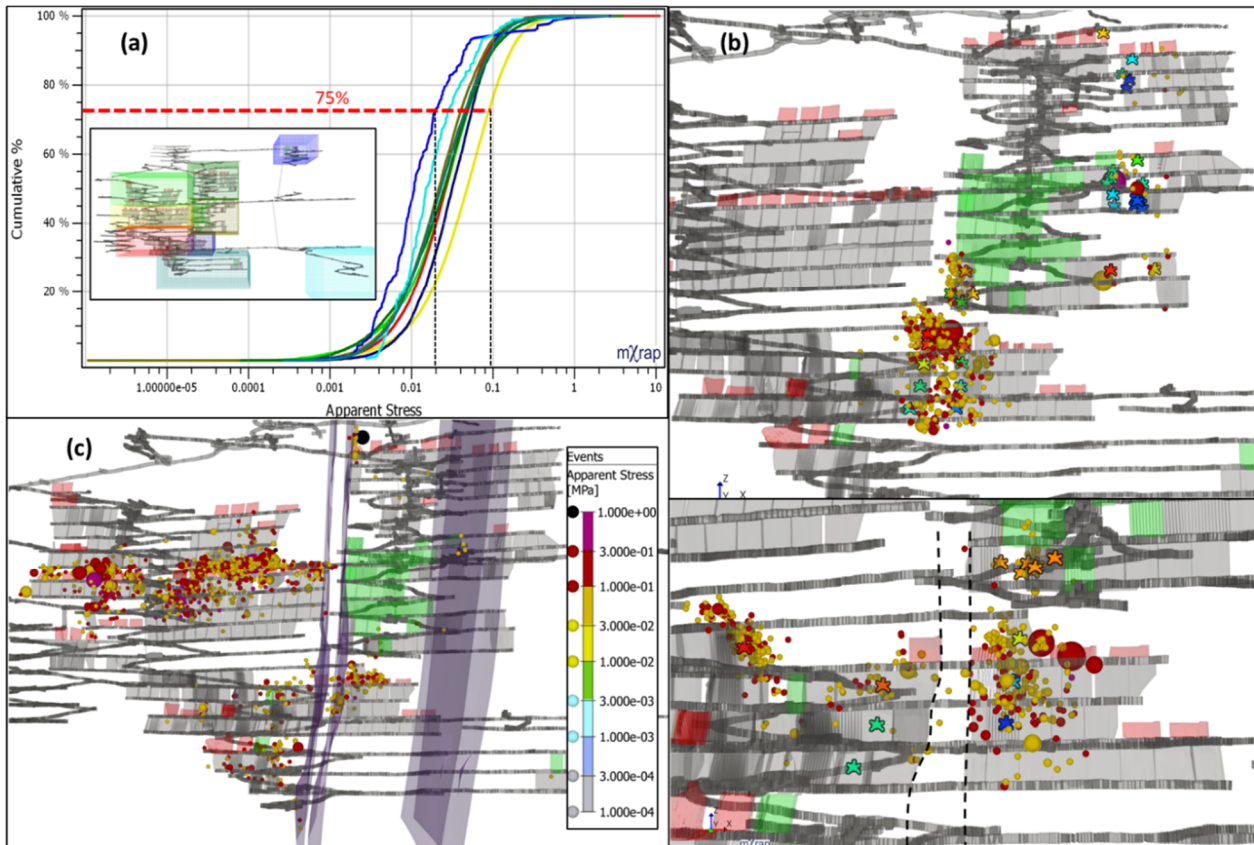 (a)
100 %
80 %
60 %
40 %
20 %
Cumulative %
75%
mXrap
1.00000e-05
0.0001
0.001
0.01
0.1
1
10
Apparent Stress
(b)
Z
Y X
(c)
Events
Apparent Stress
[MPa]
1.000e+00
3.000e-01
1.000e-01
3.000e-02
1.000e-02
3.000e-03
1.000e-03
3.000e-04
1.000e-04
Z
X
mXrap